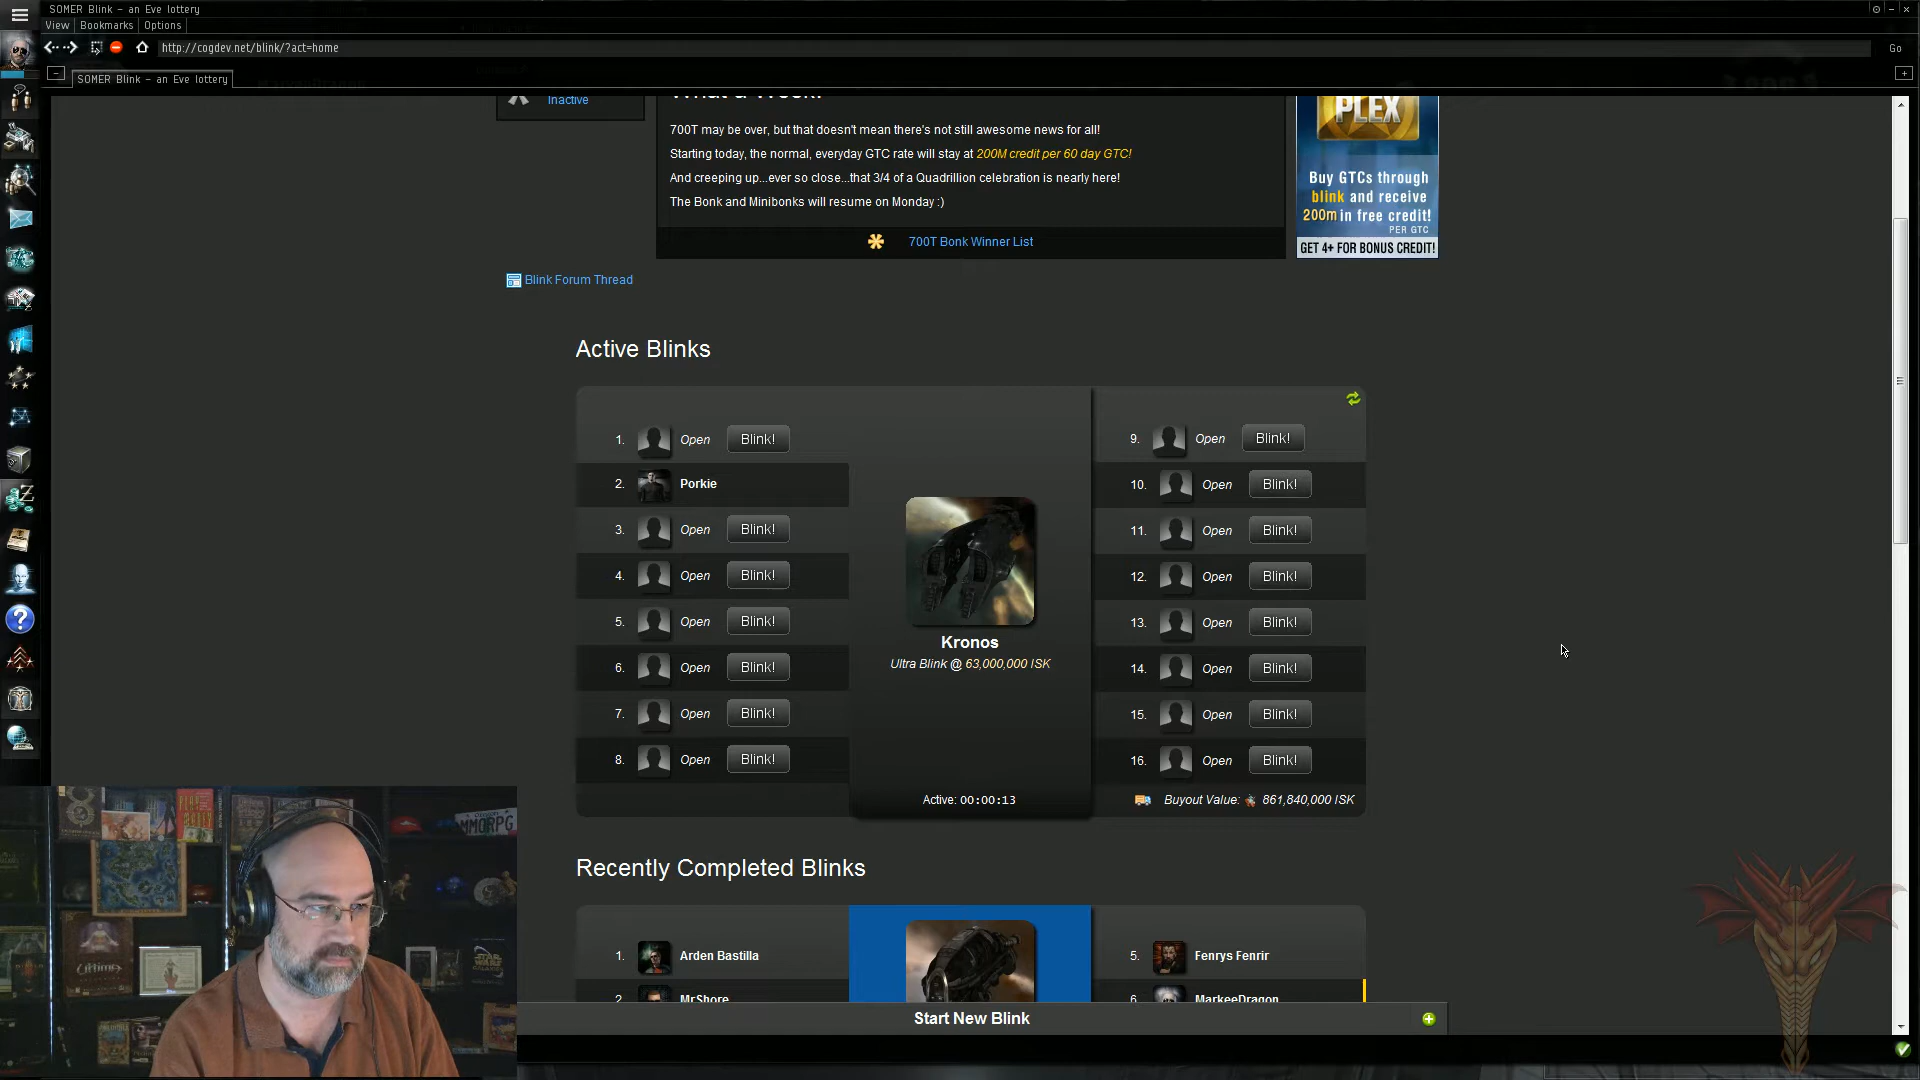 SOMER Blink – an Eve lottery
View Bookmarks Options
http://cogdev.net/blink/?act=home
Go
SOMER Blink – an Eve lottery
Inactive
700T may be over, but that doesn't mean there's not still awesome news for all!
Starting today, the normal, everyday GTC rate will stay at 200M credit per 60 day GTC!
And creeping up...ever so close...that 3/4 of a Quadrillion celebration is nearly here!
The Bonk and Minibonks will resume on Monday :)
700T Bonk Winner List
PLEX
Buy GTCs through
blink and receive
200m in free credit!
PER GTC
GET 4+ FOR BONUS CREDIT!
Blink Forum Thread
Active Blinks
1. Open Blink!
2. Porkie
3. Open Blink!
4. Open Blink!
5. Open Blink!
6. Open Blink!
7. Open Blink!
8. Open Blink!
Kronos
Ultra Blink @ 63,000,000 ISK
Active: 00:00:13
9. Open Blink!
10. Open Blink!
11. Open Blink!
12. Open Blink!
13. Open Blink!
14. Open Blink!
15. Open Blink!
16. Open Blink!
Buyout Value: 861,840,000 ISK
Recently Completed Blinks
1. Arden Bastilla
2. MrShore
5. Fenrys Fenrir
6. MarkeeDragon
Start New Blink
MMORPG
Ultima
STAR WARS
GALAXIES